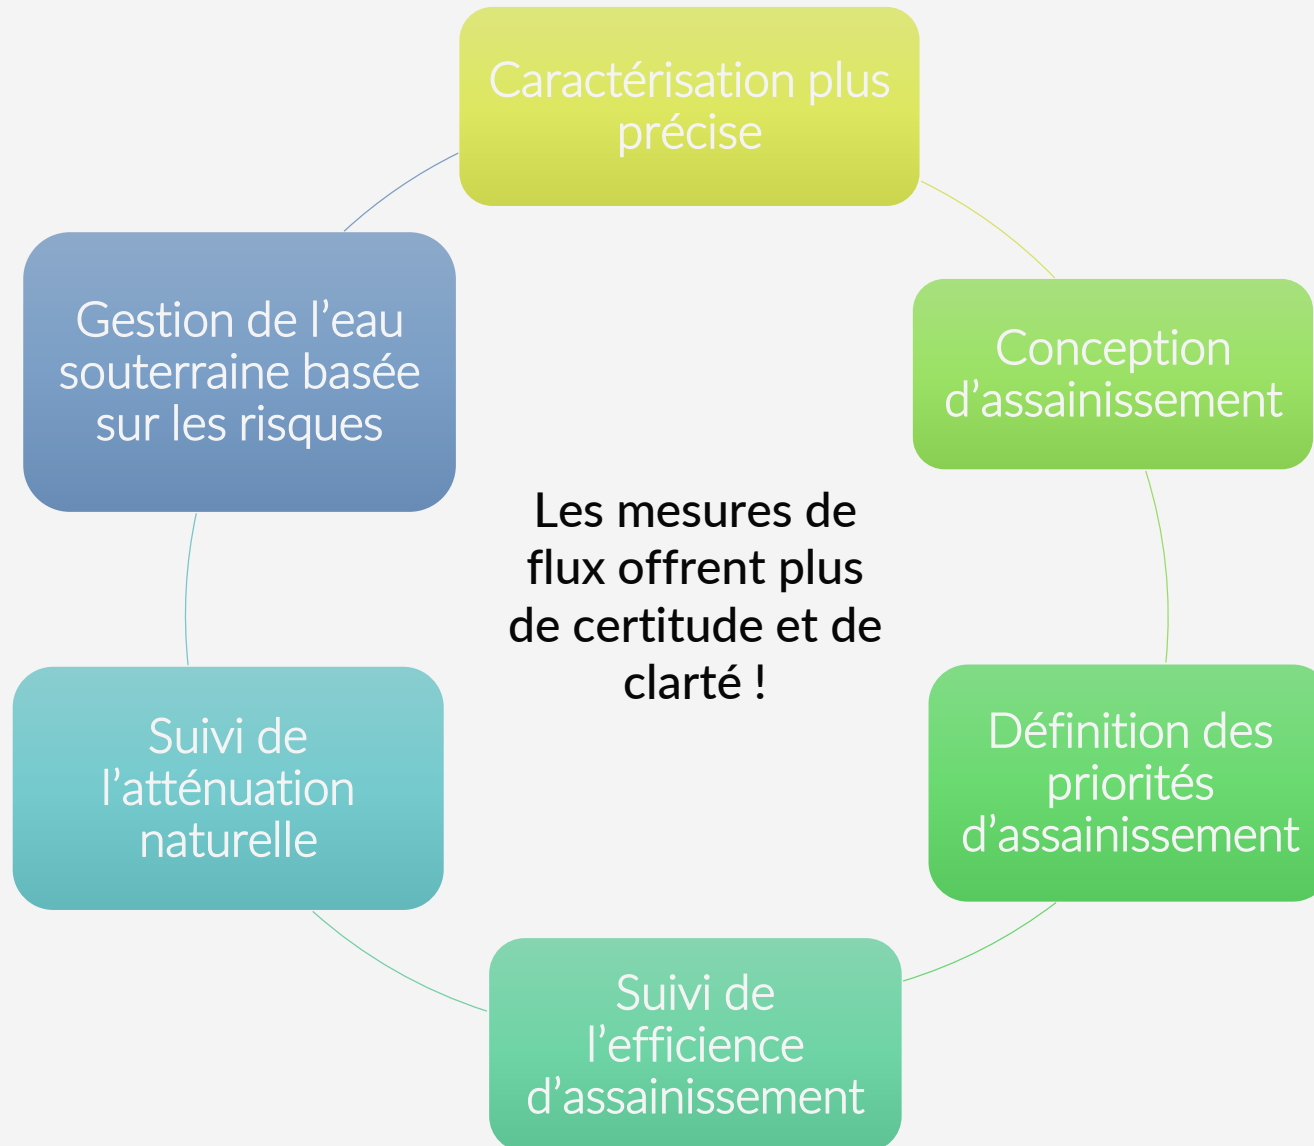 Caractérisation plus
précise
Conception
d’assainissement
Définition des
priorités
d’assainissement
Suivi de
l’efficience
d’assainissement
Suivi de
l’atténuation
naturelle
Gestion de l’eau
souterraine basée
sur les risques
Les mesures de
flux offrent plus
de certitude et de
clarté !